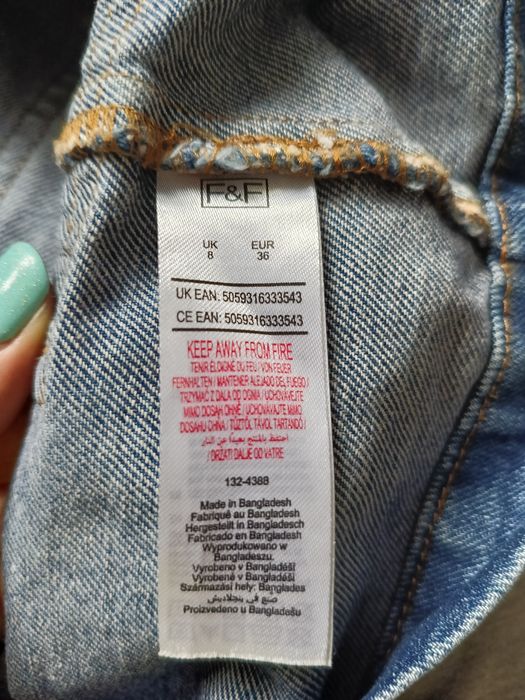 F&F
UK EUR
8 36
UK EAN: 5059316333543
CE EAN: 5059316333543
KEEP AWAY FROM FIRE
TENIR ÉLOIGNÉ DU FEU / VON FEUER
FERNHALTEN / MANTENER ALEJADO DEL FUEGO /
TRZYMAĆ Z DALA OD OGNIA / UCHOVÁVEJTE
MIMO DOSAH OHNĚ / UCHOVÁVAJTE MIMO
DOSAHU OHŇA / TŰZTŐL TÁVOL TARTANDÓ /
احتفظ بالمنتج بعيدا عن النار
/ DRŽATI DALJE OD VATRE
132-4388
Made in Bangladesh
Fabriqué au Bangladesh
Hergestellt in Bangladesch
Fabricado en Bangladesh
Wyprodukowano w
Bangladeszu.
Vyrobeno v Bangladéši
Vyrobené v Bangladéši
Származási hely: Banglades
صنع في بنجلاديش
Proizvedeno u Bangladešu